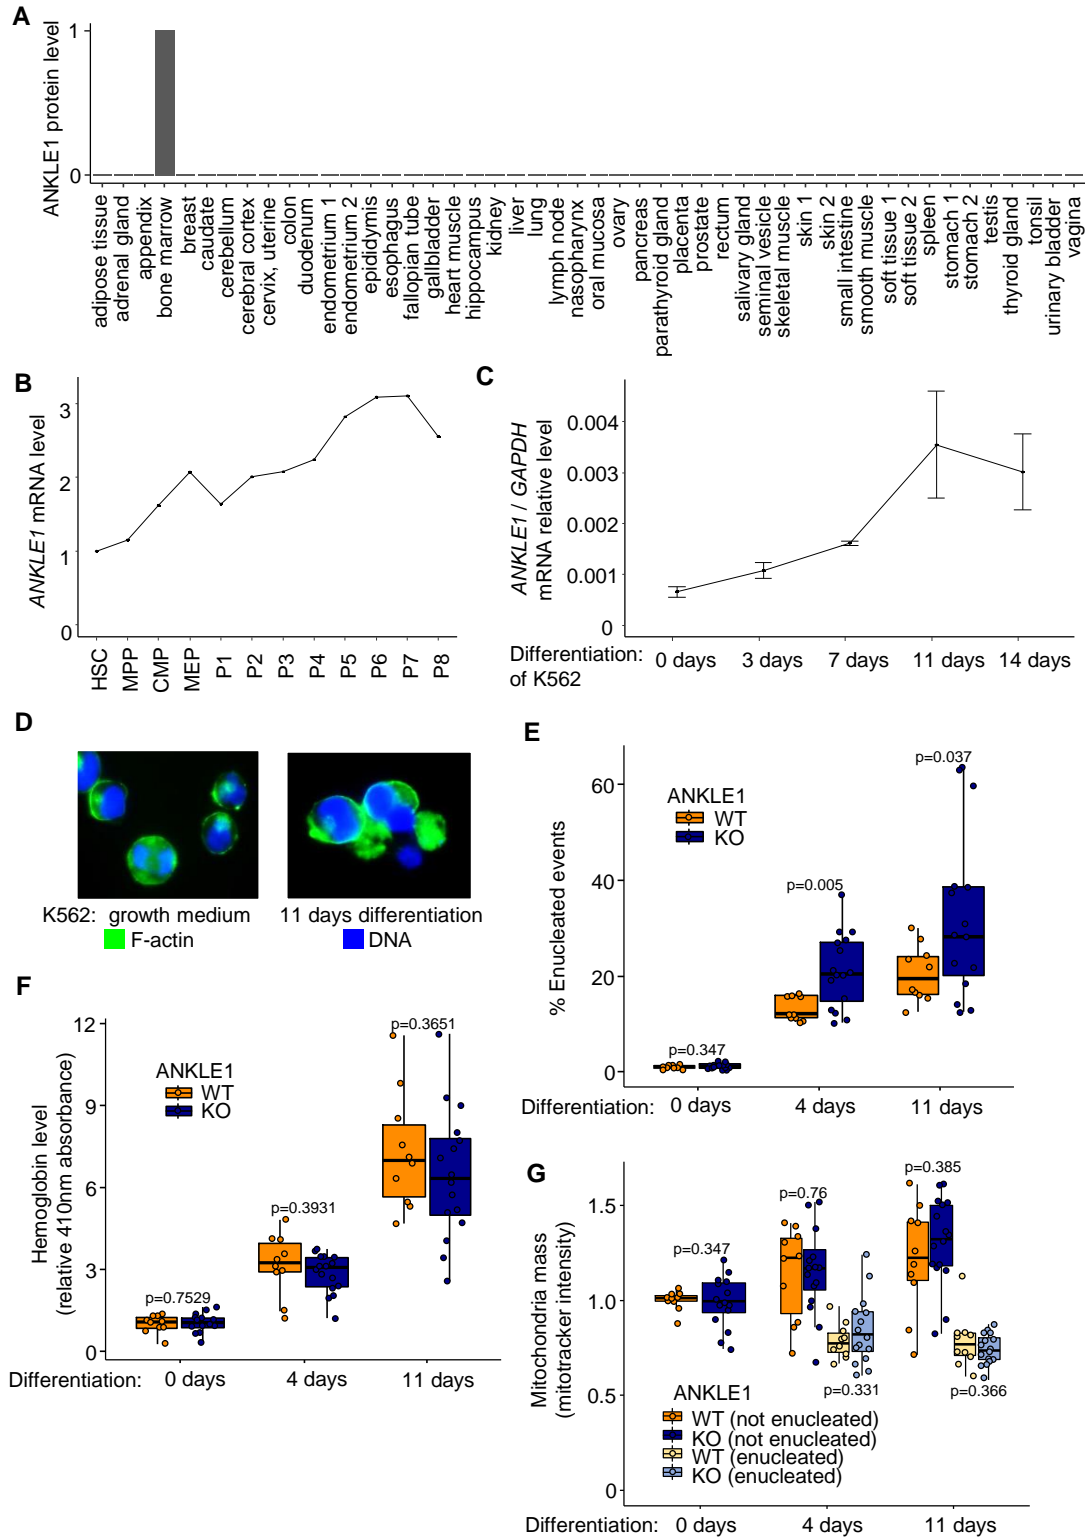 A
ANKLE1 protein level
1
0
adipose tissue
adrenal gland
appendix
bone marrow
breast
caudate
cerebellum
cerebral cortex
cervix, uterine
colon
duodenum
endometrium 1
endometrium 2
epididymis
esophagus
fallopian tube
gallbladder
heart muscle
hippocampus
kidney
liver
lung
lymph node
nasopharynx
oral mucosa
ovary
pancreas
parathyroid gland
placenta
prostate
rectum
salivary gland
seminal vesicle
skeletal muscle
skin 1
skin 2
small intestine
smooth muscle
soft tissue 1
soft tissue 2
spleen
stomach 1
stomach 2
testis
thyroid gland
tonsil
urinary bladder
vagina
B
ANKLE1 mRNA level
3
2
1
0
HSC
MPP
CMP
MEP
P1
P2
P3
P4
P5
P6
P7
P8
C
ANKLE1 / GAPDH
mRNA relative level
0.004
0.003
0.002
0.001
0
Differentiation:
of K562
0 days
3 days
7 days
11 days
14 days
D
K562: growth medium
11 days differentiation
F-actin
DNA
E
% Enucleated events
60
40
20
0
ANKLE1
WT
KO
p=0.347
p=0.005
p=0.037
Differentiation:
0 days
4 days
11 days
F
Hemoglobin level
(relative 410nm absorbance)
12
9
6
3
0
ANKLE1
WT
KO
p=0.7529
p=0.3931
p=0.3651
Differentiation:
0 days
4 days
11 days
G
Mitochondria mass
(mitotracker intensity)
1.5
1.0
0.5
0
p=0.347
p=0.76
p=0.385
p=0.331
p=0.366
ANKLE1
WT (not enucleated)
KO (not enucleated)
WT (enucleated)
KO (enucleated)
Differentiation:
0 days
4 days
11 days